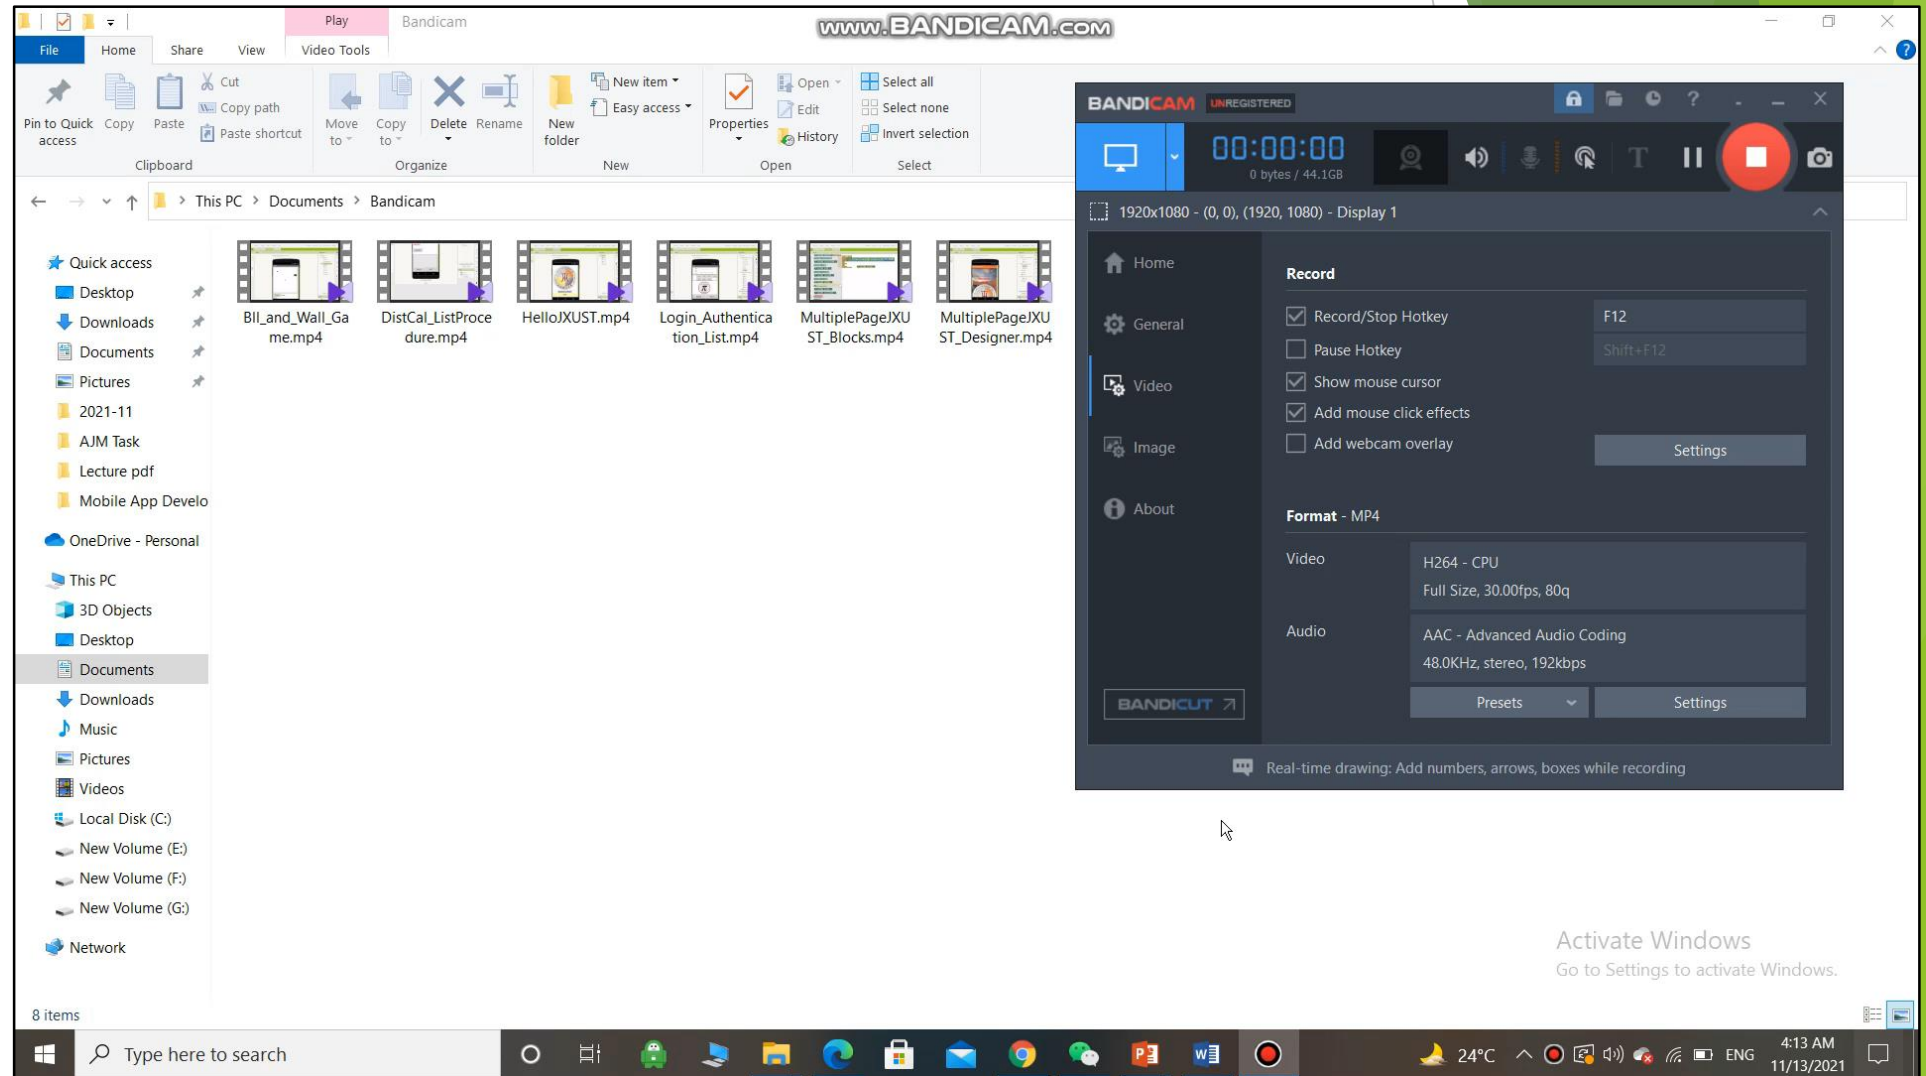 Play
Bandicam
www.BANDICAM.com
File
Home
Share
View
Video Tools
Pin to Quick access
Copy
Paste
Cut
Copy path
Paste shortcut
Clipboard
Move to
Copy to
Delete
Rename
Organize
New folder
New item
Easy access
New
Properties
Open
Edit
History
Open
Select all
Select none
Invert selection
Select
This PC > Documents > Bandicam
Quick access
Desktop
Downloads
Documents
Pictures
2021-11
AJM Task
Lecture pdf
Mobile App Develo
OneDrive - Personal
This PC
3D Objects
Desktop
Documents
Downloads
Music
Pictures
Videos
Local Disk (C:)
New Volume (E:)
New Volume (F:)
New Volume (G:)
Network
8 items
Bll_and_Wall_Ga
me.mp4
DistCal_ListProce
dure.mp4
HelloJXUST.mp4
Login_Authentica
tion_List.mp4
MultiplePageJXU
ST_Blocks.mp4
MultiplePageJXU
ST_Designer.mp4
BANDICAM UNREGISTERED
00:00:00
0 bytes / 44.1GB
1920x1080 - (0, 0), (1920, 1080) - Display 1
Home
General
Video
Image
About
BANDICUT
Record
Record/Stop Hotkey
F12
Pause Hotkey
Shift+F12
Show mouse cursor
Add mouse click effects
Add webcam overlay
Settings
Format - MP4
Video
H264 - CPU
Full Size, 30.00fps, 80q
Audio
AAC - Advanced Audio Coding
48.0KHz, stereo, 192kbps
Presets
Settings
Real-time drawing: Add numbers, arrows, boxes while recording
Activate Windows
Go to Settings to activate Windows.
Type here to search
24°C
ENG
4:13 AM
11/13/2021